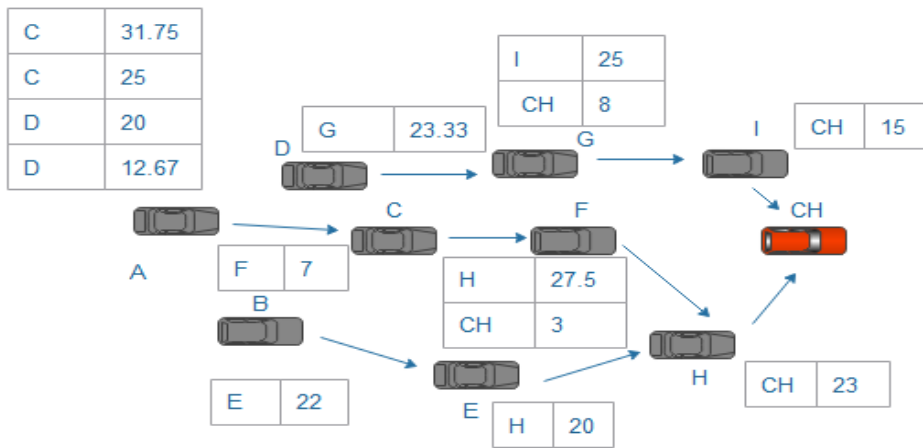 C 31.75
C 25
D 20
D 12.67
I 25
CH 8
G 23.33
CH 15
D
G
I
C
F
CH
A
F 7
H 27.5
CH 3
B
H
E 22
E
H 20
CH 23